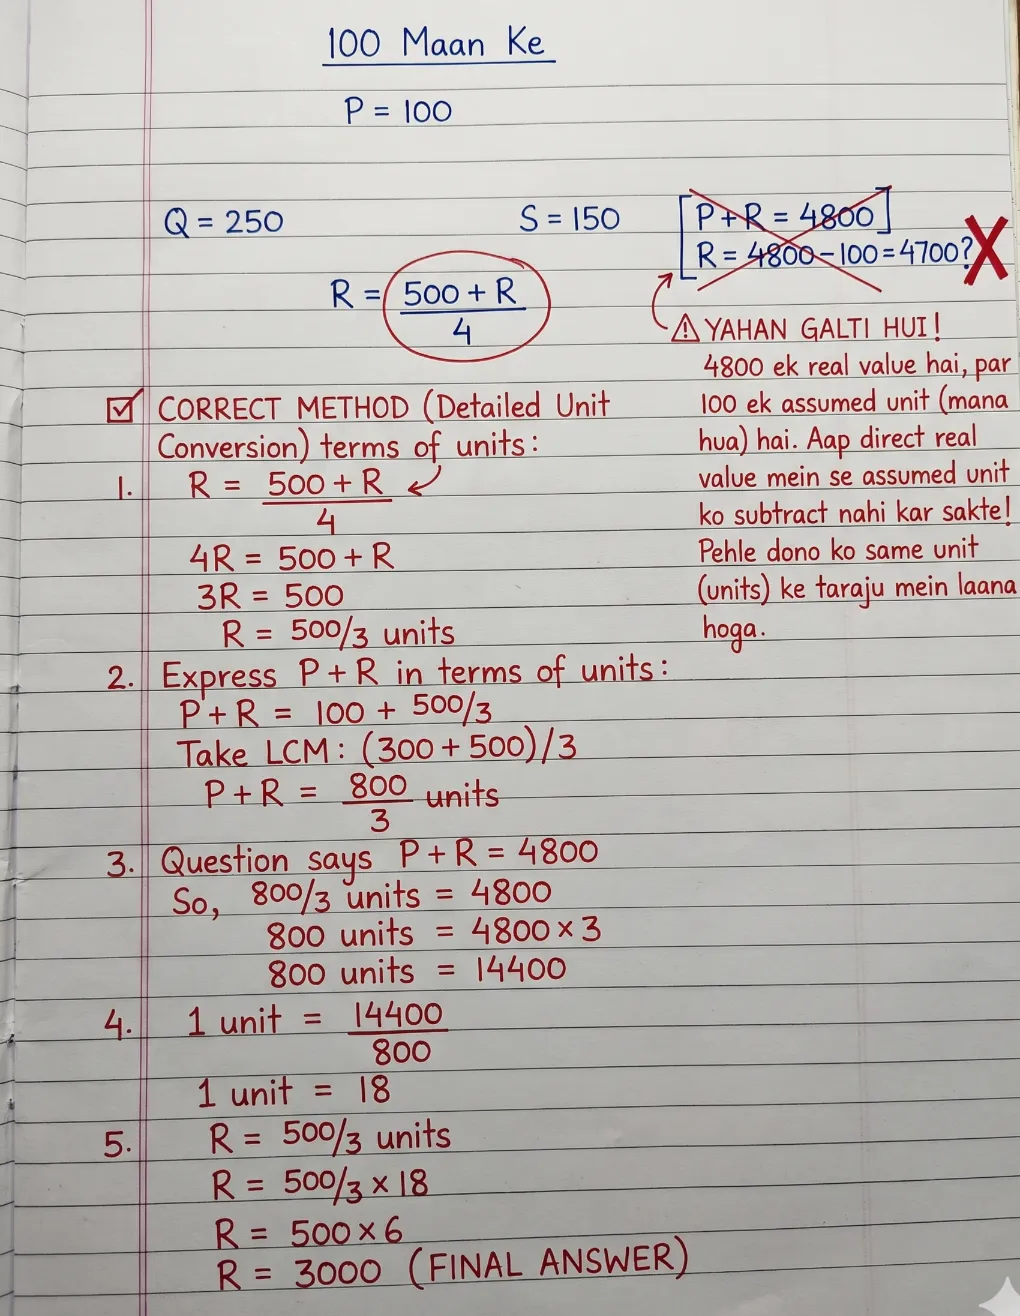 100 Maan Ke
P = 100
Q = 250
S = 150
[P+R = 4800]
[R = 4800-100=4700?
X
R = 500 + R
4
⚠ YAHAN GALTI HUI!
4800 ek real value hai, par
100 ek assumed unit (mana
hua) hai. Aap direct real
value mein se assumed unit
ko subtract nahi kar sakte!
Pehle dono ko same unit
(units) ke taraju mein laana
hoga.
☑ CORRECT METHOD (Detailed Unit
Conversion) terms of units:
1. R = 500 + R
4
4R = 500 + R
3R = 500
R = 500/3 units
2. Express P + R in terms of units:
P + R = 100 + 500/3
Take LCM: (300 + 500)/3
P + R = 800 units
3
3. Question says P + R = 4800
So, 800/3 units = 4800
800 units = 4800 × 3
800 units = 14400
4. 1 unit = 14400
800
1 unit = 18
5. R = 500/3 units
R = 500/3 × 18
R = 500 × 6
R = 3000 (FINAL ANSWER)